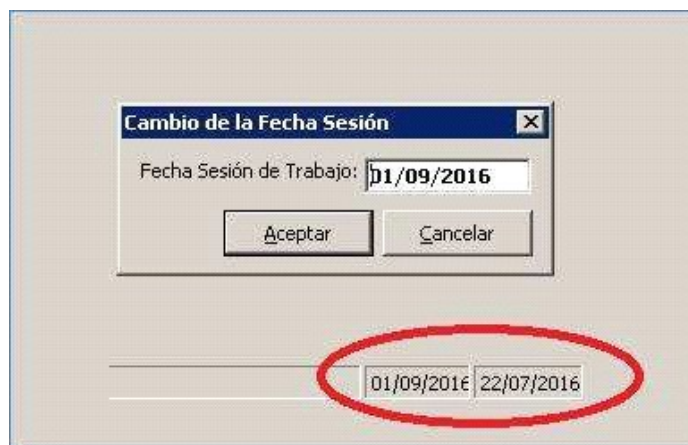 Cambio de la Fecha Sesión
Fecha Sesión de Trabajo: 01/09/2016
Aceptar Cancelar
01/09/2016 22/07/2016